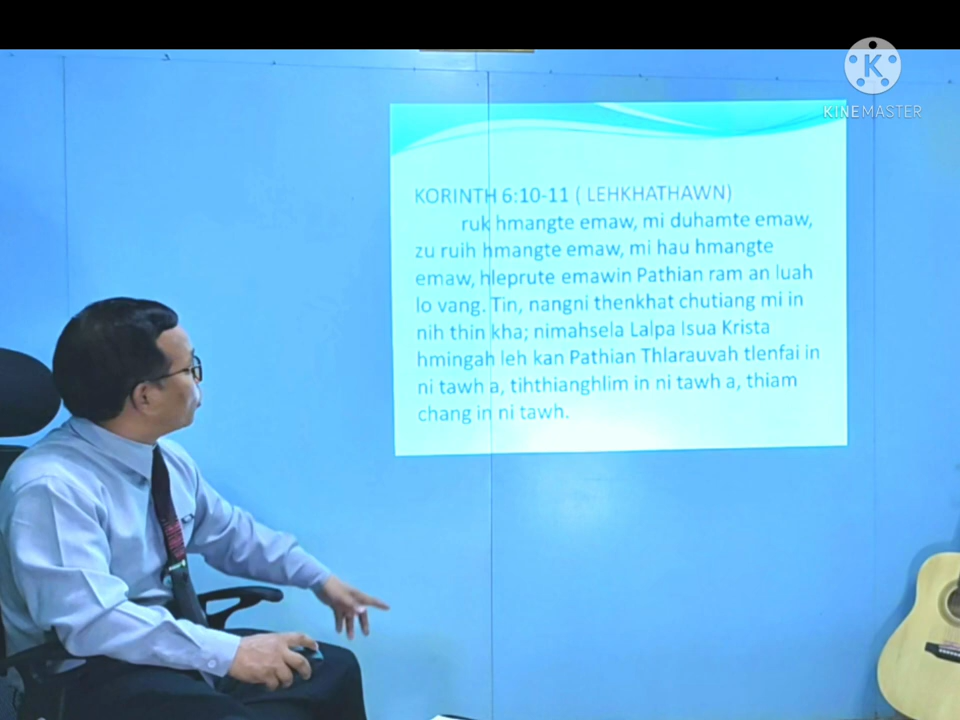 K
KINEMASTER
KORINTH 6:10-11 ( LEHKHATHAWN)
ruk hmangte emaw, mi duhamte emaw,
zu ruih hmangte emaw, mi hau hmangte
emaw, hleprute emawin Pathian ram an luah
lo vang. Tin, nangni thenkhat chutiang mi in
nih thin kha; nimahsela Lalpa Isua Krista
hmingah leh kan Pathian Thlarauvah tlenfai in
ni tawh a, tihthianghlim in ni tawh a, thiam
chang in ni tawh.